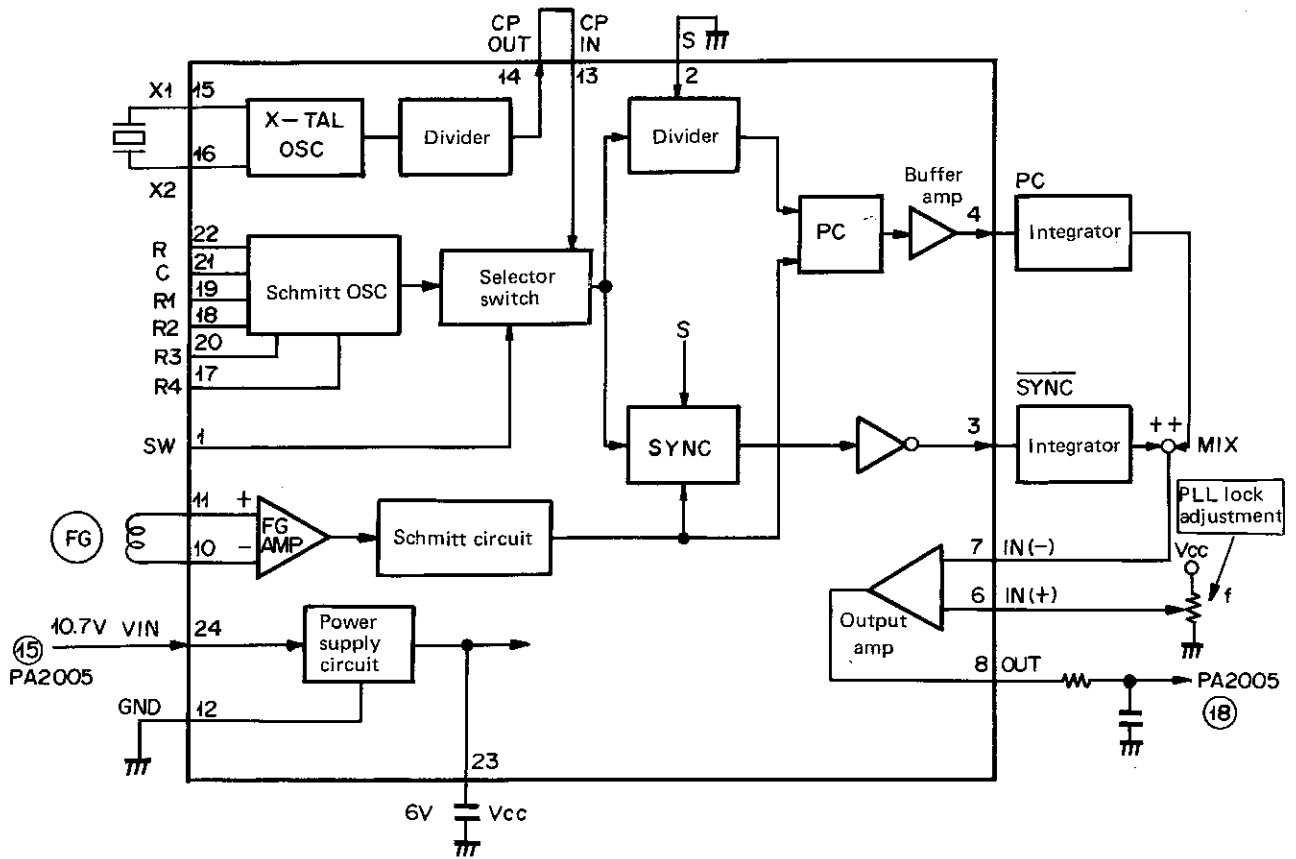 CP OUT
CP IN
S
14
13
2
X1
15
X-TAL
OSC
Divider
Divider
16
X2
Buffer
amp
PC
4
PC
Integrator
R
22
C
21
R1
19
R2
18
R3
20
R4
17
Schmitt OSC
Selector
switch
S
SW
1
SYNC
3
SYNC
Integrator
++
MIX
PLL lock
adjustment
FG
11
+
10
-
FG
AMP
Schmitt circuit
7
IN(-)
Vcc
6
IN(+)
f
Output
amp
10.7V VIN
24
15
PA2005
Power
supply
circuit
8
OUT
PA2005
18
GND
12
23
6V
Vcc